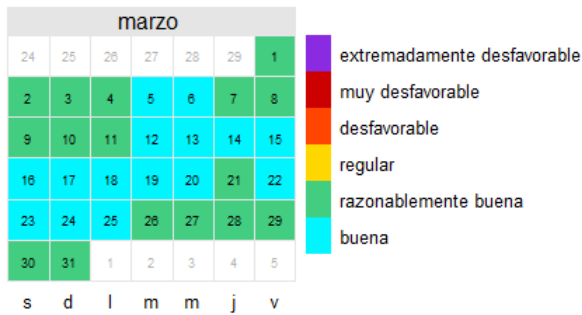 marzo
24 25 26 27 28 29 1
2 3 4 5 6 7 8
9 10 11 12 13 14 15
16 17 18 19 20 21 22
23 24 25 26 27 28 29
30 31 1 2 3 4 5
s d l m m j v
extremadamente desfavorable
muy desfavorable
desfavorable
regular
razonablemente buena
buena